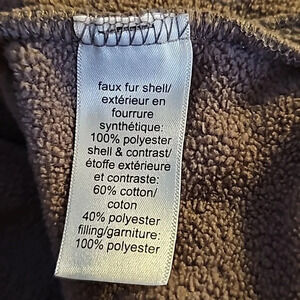 faux fur shell/
extérieur en
fourrure
synthétique:
100% polyester
shell & contrast/
étoffe extérieure
et contraste:
60% cotton/
coton
40% polyester
filling/garniture:
100% polyester